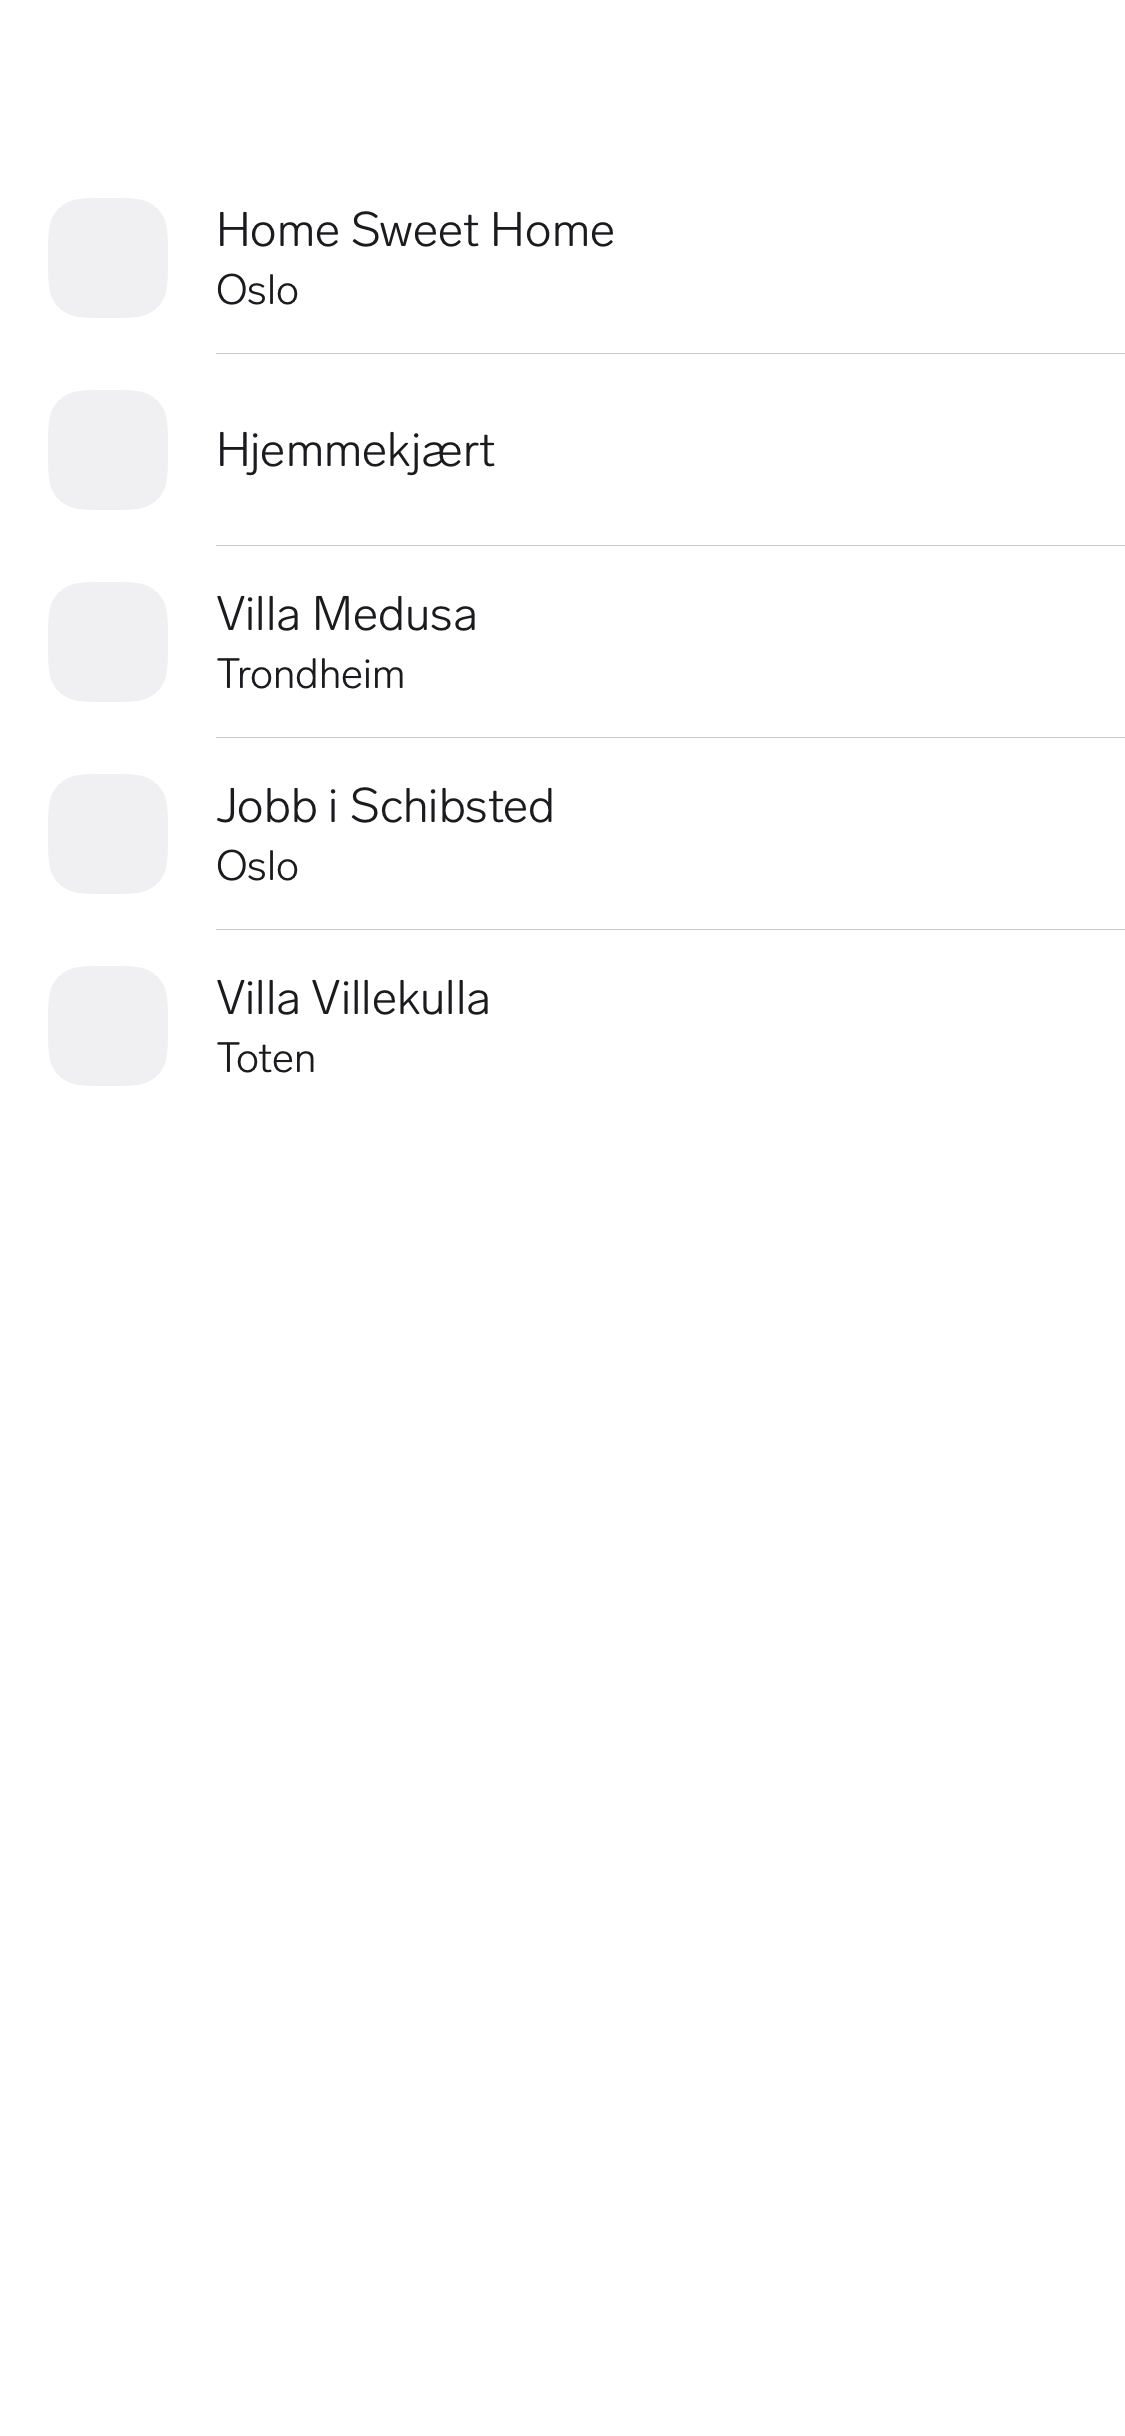 Home Sweet Home
Oslo
Hjemmekjært
Villa Medusa
Trondheim
Jobb i Schibsted
Oslo
Villa Villekulla
Toten